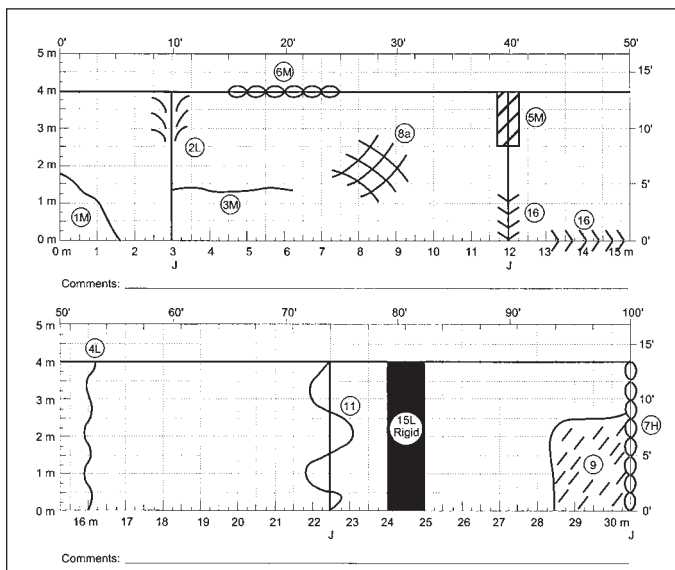 0' 10' 20' 30' 40' 50'
5 m 15'
6M
4 m
5M
3 m 8a 10'
2L
2 m
3M 5'
1 m 1M 16 16
0 m 0'
0 m 1 2 3 4 5 6 7 8 9 10 11 12 13 14 15 m
J J
Comments:
50' 60' 70' 80' 90' 100'
5 m 15'
4L
4 m
3 m 11 10'
15L 7H
Rigid
2 m
9 5'
1 m
0 m 0'
16 m 17 18 19 20 21 22 23 24 25 26 27 28 29 30 m
J J
Comments: